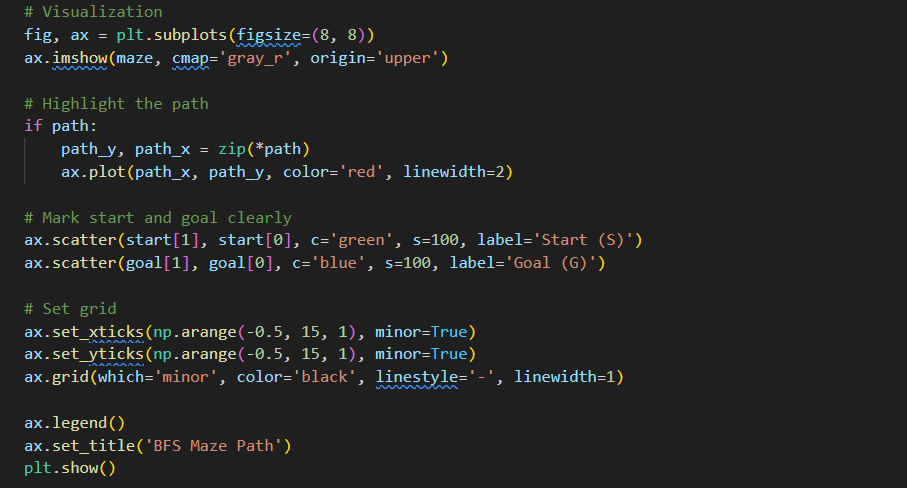 # Visualization
fig, ax = plt.subplots(figsize=(8, 8))
ax.imshow(maze, cmap='gray_r', origin='upper')

# Highlight the path
if path:
    path_y, path_x = zip(*path)
    ax.plot(path_x, path_y, color='red', linewidth=2)

# Mark start and goal clearly
ax.scatter(start[1], start[0], c='green', s=100, label='Start (S)')
ax.scatter(goal[1], goal[0], c='blue', s=100, label='Goal (G)')

# Set grid
ax.set_xticks(np.arange(-0.5, 15, 1), minor=True)
ax.set_yticks(np.arange(-0.5, 15, 1), minor=True)
ax.grid(which='minor', color='black', linestyle='-', linewidth=1)

ax.legend()
ax.set_title('BFS Maze Path')
plt.show()